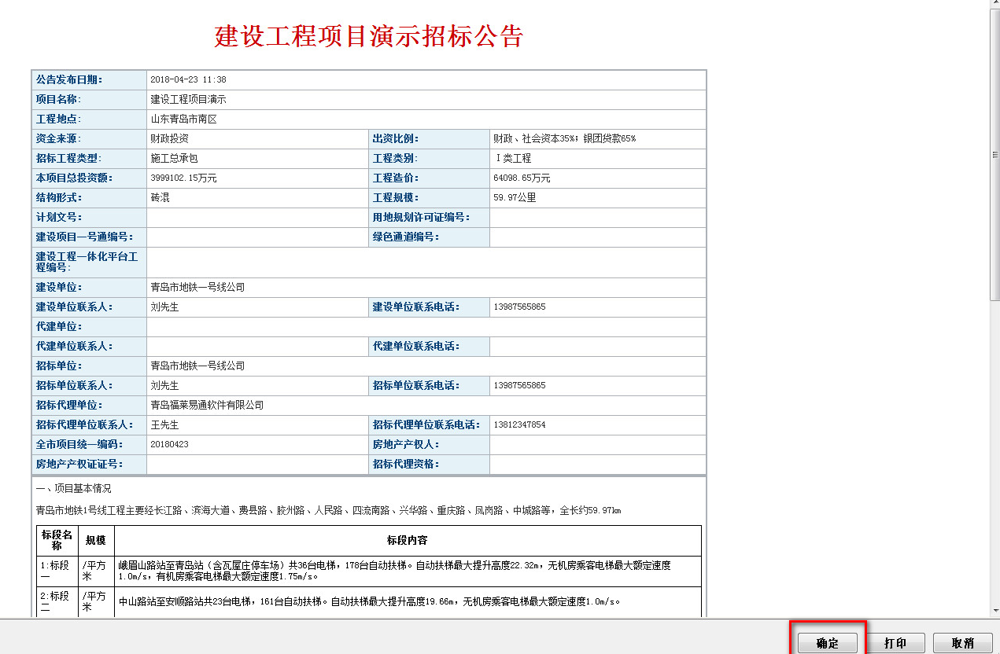 建设工程项目演示招标公告
公告发布日期： 2018-04-23 11:38
项目名称： 建设工程项目演示
工程地点： 山东青岛市南区
资金来源： 财政投资 出资比例： 财政、社会资本35%；银团贷款65%
招标工程类型： 施工总承包 工程类别： Ⅰ类工程
本项目总投资额： 3999102.15万元 工程造价： 64098.65万元
结构形式： 砖混 工程规模： 59.97公里
计划文号： 用地规划许可证编号：
建设项目一号通编号： 绿色通道编号：
建设工程一体化平台工
程编号：
建设单位： 青岛市地铁一号线公司
建设单位联系人： 刘先生 建设单位联系电话： 13987565865
代建单位：
代建单位联系人： 代建单位联系电话：
招标单位： 青岛市地铁一号线公司
招标单位联系人： 刘先生 招标单位联系电话： 13987565865
招标代理单位： 青岛福莱易通软件有限公司
招标代理单位联系人： 王先生 招标代理单位联系电话： 13812347854
全市项目统一编码： 20180423 房地产产权人：
房地产产权证证号： 招标代理资格：
一、项目基本情况
青岛市地铁1号线工程主要经长江路、滨海大道、费县路、胶州路、人民路、四流南路、兴华路、重庆路、凤岗路、中城路等，全长约59.97km
标段名
称 规模 标段内容
1:标段
一 /平方
米 峨眉山路站至青岛站（含瓦屋庄停车场）共36台电梯，178台自动扶梯。自动扶梯最大提升高度22.32m，无机房乘客电梯最大额定速度
1.0m/s，有机房乘客电梯最大额定速度1.75m/s。
2:标段
二 /平方
米 中山路站至安顺路站共23台电梯，161台自动扶梯。自动扶梯最大提升高度19.66m，无机房乘客电梯最大额定速度1.0m/s。
确定 打印 取消